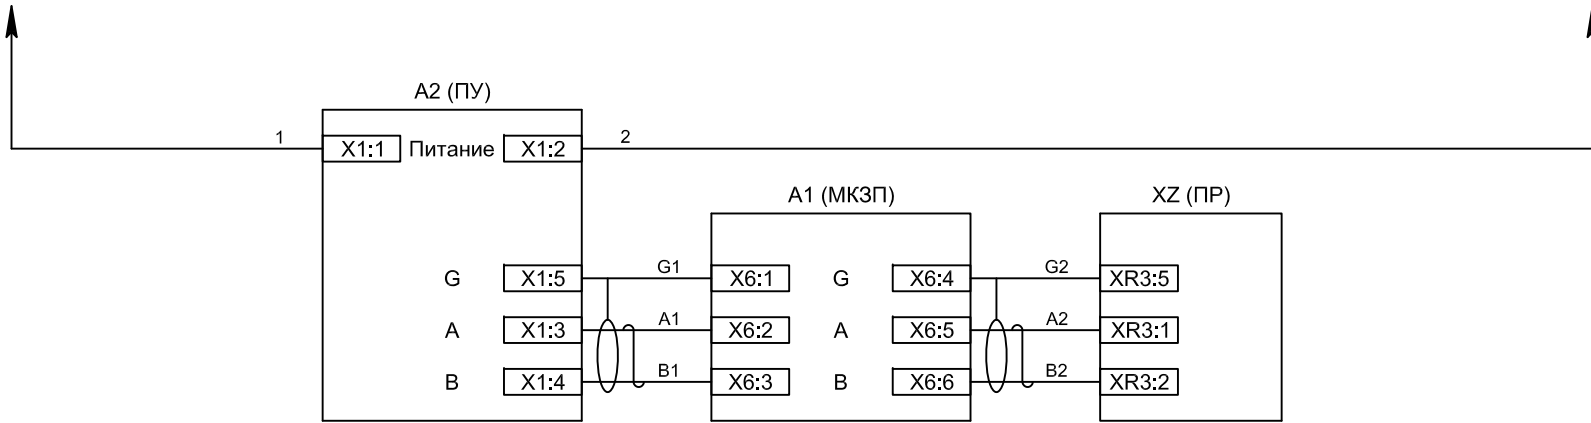 A2 (ПУ)
1 X1:1 Питание X1:2 2
A1 (МКЗП) XZ (ПР)
G X1:5 G1 X6:1 G X6:4 G2 XR3:5
A X1:3 A1 X6:2 A X6:5 A2 XR3:1
B X1:4 B1 X6:3 B X6:6 B2 XR3:2